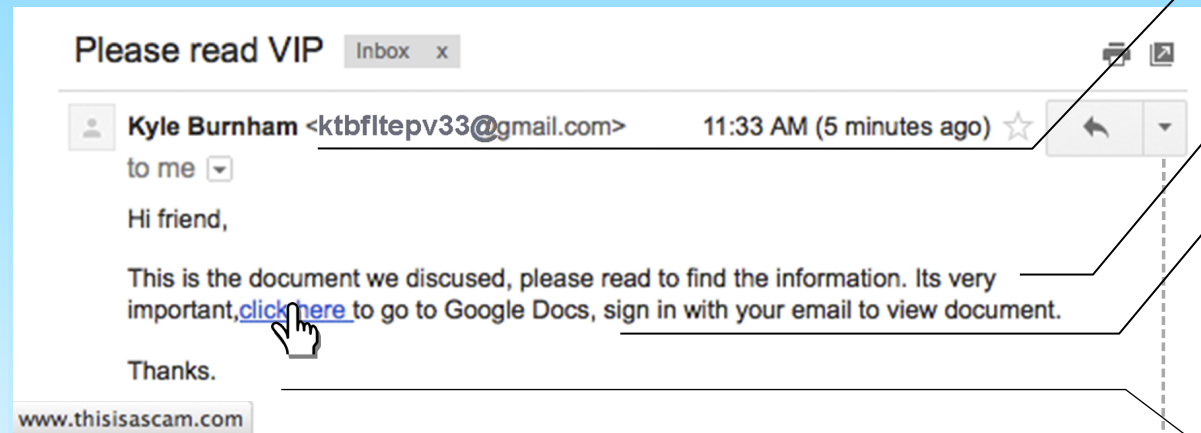 Please read VIP Inbox x
Kyle Burnham <ktbfltepv33@gmail.com> 11:33 AM (5 minutes ago)
to me
Hi friend,
This is the document we discused, please read to find the information. Its very
important,click here to go to Google Docs, sign in with your email to view document.
Thanks.
www.thisisascam.com